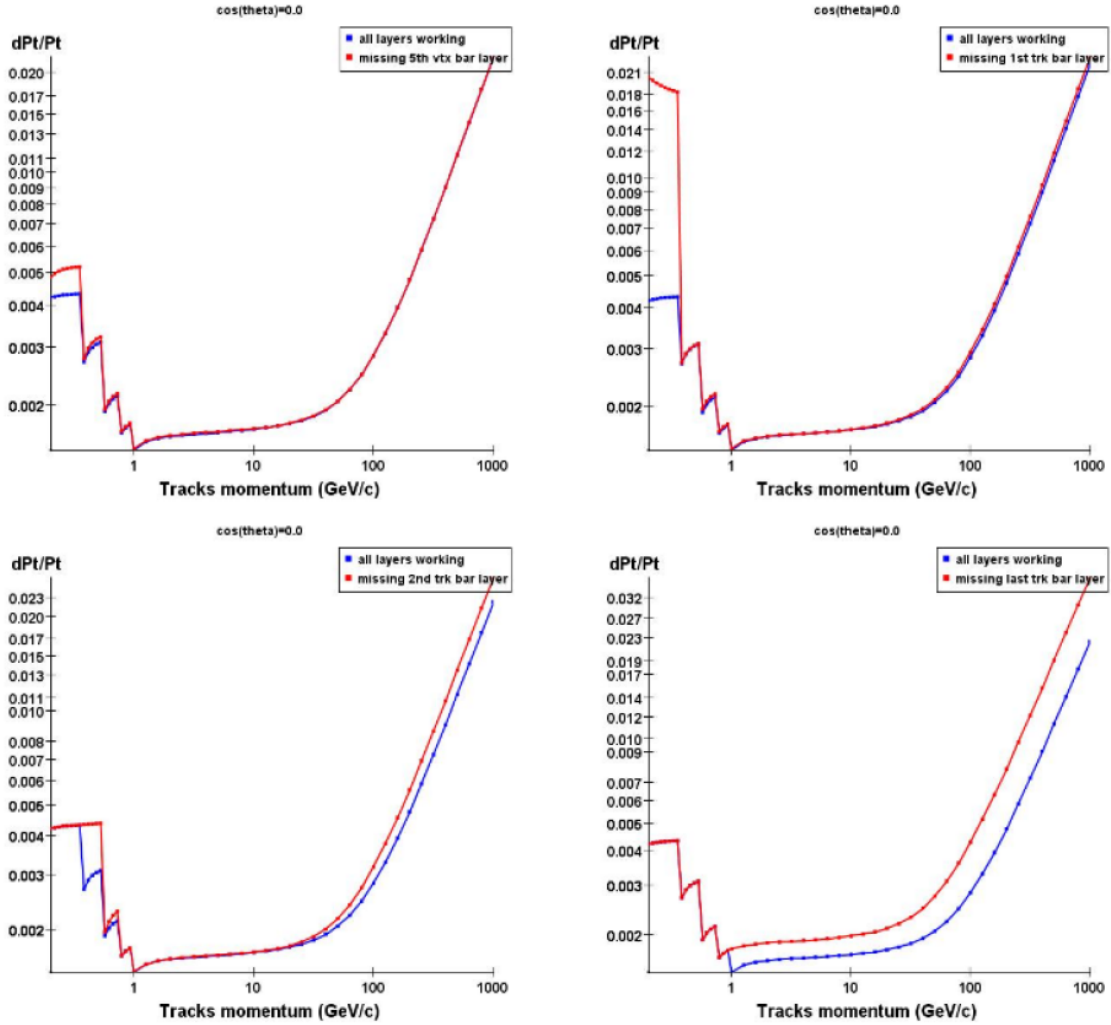 cos(theta)=0.0
dPt/Pt
all layers working
missing 5th vtx bar layer
0.020
0.017
0.015
0.013
0.011
0.010
0.009
0.008
0.007
0.006
0.005
0.004
0.003
0.002
1 10 100 1000
Tracks momentum (GeV/c)
cos(theta)=0.0
dPt/Pt
all layers working
missing 1st trk bar layer
0.021
0.018
0.016
0.014
0.012
0.010
0.009
0.008
0.007
0.006
0.005
0.004
0.003
0.002
1 10 100 1000
Tracks momentum (GeV/c)
cos(theta)=0.0
dPt/Pt
all layers working
missing 2nd trk bar layer
0.023
0.020
0.017
0.015
0.013
0.011
0.010
0.008
0.007
0.006
0.005
0.004
0.003
0.002
1 10 100 1000
Tracks momentum (GeV/c)
cos(theta)=0.0
dPt/Pt
all layers working
missing last trk bar layer
0.032
0.027
0.023
0.019
0.017
0.014
0.012
0.010
0.009
0.007
0.006
0.005
0.004
0.003
0.002
1 10 100 1000
Tracks momentum (GeV/c)